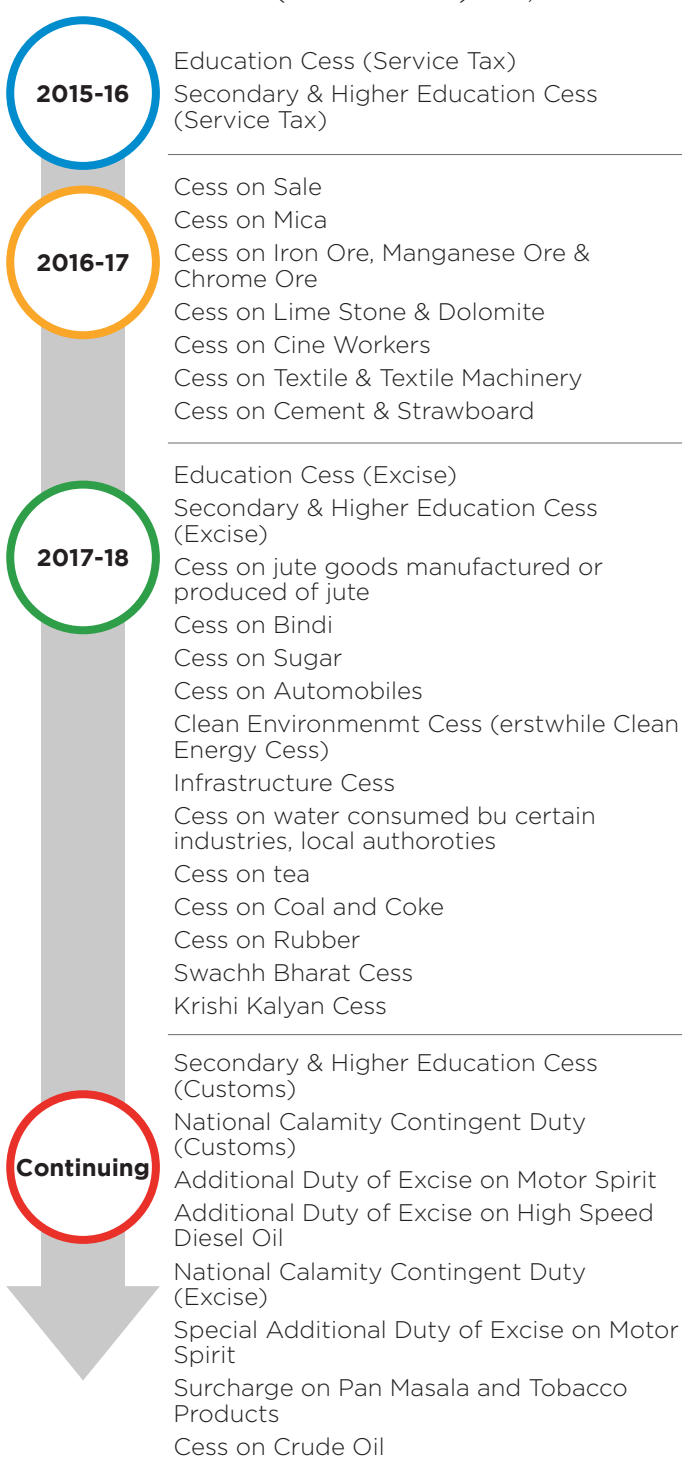 2015-16
Education Cess (Service Tax)
Secondary & Higher Education Cess
(Service Tax)
2016-17
Cess on Sale
Cess on Mica
Cess on Iron Ore, Manganese Ore &
Chrome Ore
Cess on Lime Stone & Dolomite
Cess on Cine Workers
Cess on Textile & Textile Machinery
Cess on Cement & Strawboard
2017-18
Education Cess (Excise)
Secondary & Higher Education Cess
(Excise)
Cess on jute goods manufactured or
produced of jute
Cess on Bindi
Cess on Sugar
Cess on Automobiles
Clean Environmenmt Cess (erstwhile Clean
Energy Cess)
Infrastructure Cess
Cess on water consumed bu certain
industries, local authoroties
Cess on tea
Cess on Coal and Coke
Cess on Rubber
Swachh Bharat Cess
Krishi Kalyan Cess
Continuing
Secondary & Higher Education Cess
(Customs)
National Calamity Contingent Duty
(Customs)
Additional Duty of Excise on Motor Spirit
Additional Duty of Excise on High Speed
Diesel Oil
National Calamity Contingent Duty
(Excise)
Special Additional Duty of Excise on Motor
Spirit
Surcharge on Pan Masala and Tobacco
Products
Cess on Crude Oil